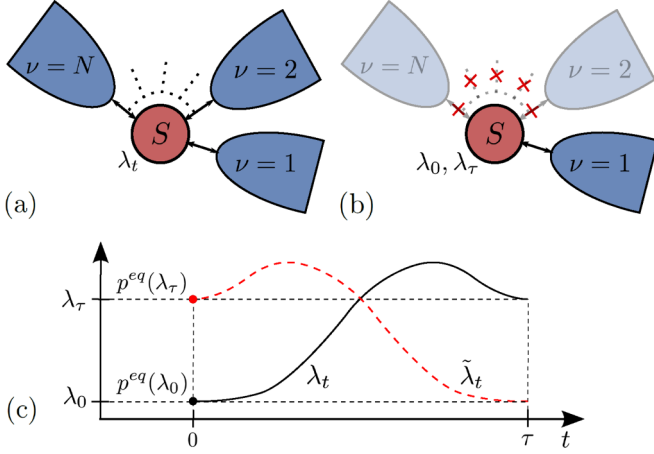 ν = N
ν = 2
S
ν = 1
λ_t
(a)
ν = N
ν = 2
S
ν = 1
λ_0, λ_τ
(b)
λ_τ
p^{eq}(λ_τ)
p^{eq}(λ_0)
λ_0
λ_t
λ̃_t
(c)
0
τ
t